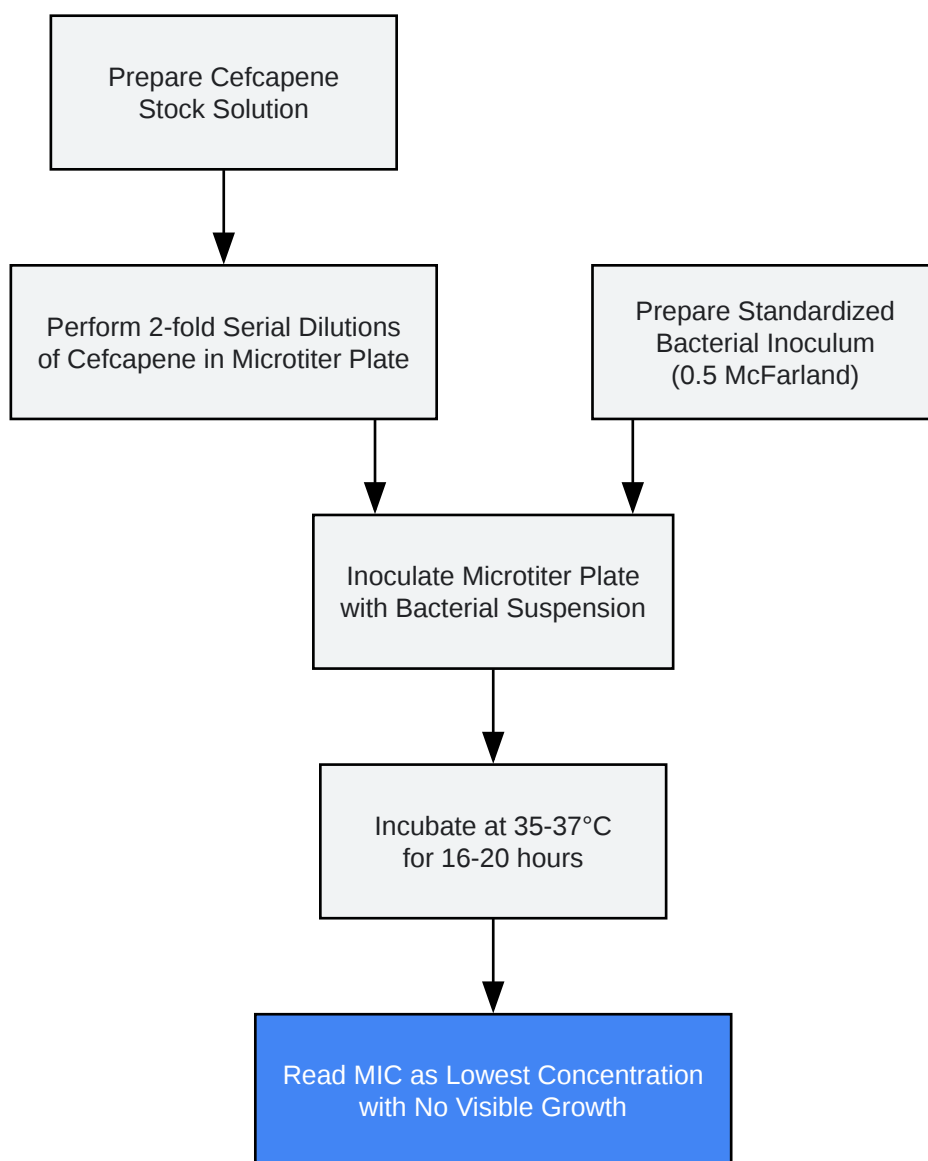 Prepare Cefcapene
Stock Solution
Perform 2-fold Serial Dilutions
of Cefcapene in Microtiter Plate
Prepare Standardized
Bacterial Inoculum
(0.5 McFarland)
Inoculate Microtiter Plate
with Bacterial Suspension
Incubate at 35-37°C
for 16-20 hours
Read MIC as Lowest Concentration
with No Visible Growth